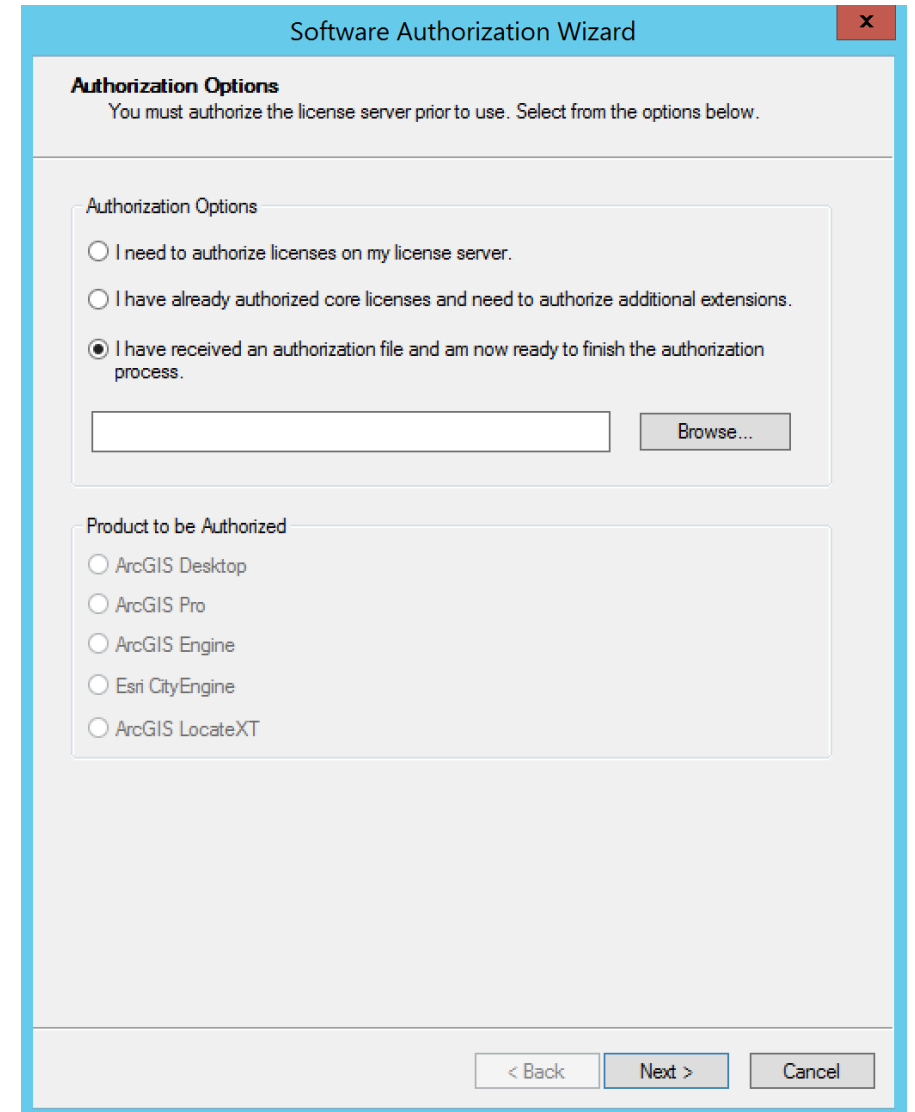 Software Authorization Wizard
x
Authorization Options
You must authorize the license server prior to use. Select from the options below.
Authorization Options
I need to authorize licenses on my license server.
I have already authorized core licenses and need to authorize additional extensions.
I have received an authorization file and am now ready to finish the authorization
process.
Browse...
Product to be Authorized
ArcGIS Desktop
ArcGIS Pro
ArcGIS Engine
Esri CityEngine
ArcGIS LocateXT
< Back Next > Cancel